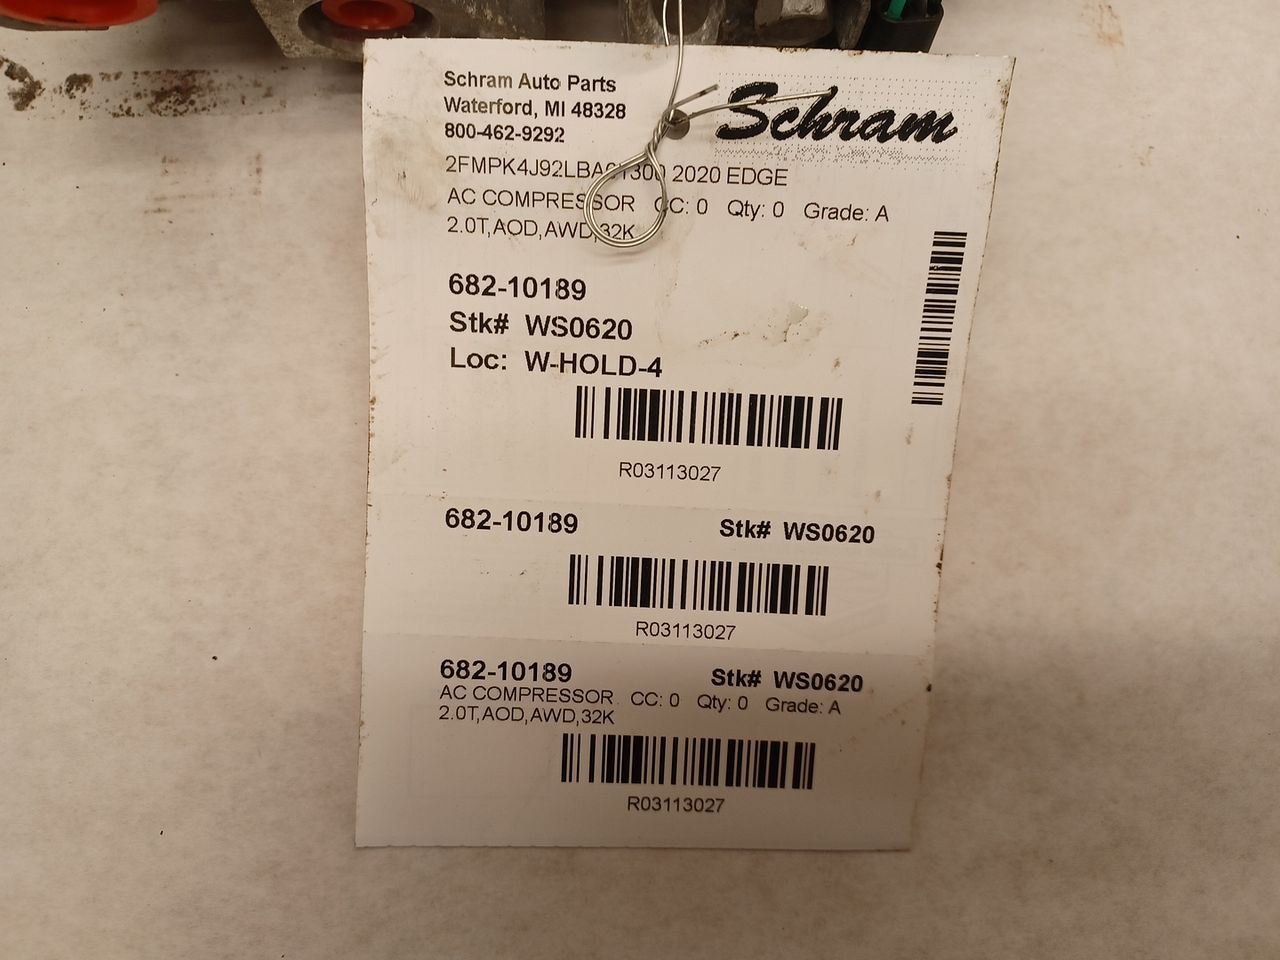 Schram Auto Parts
Waterford, MI 48328
800-462-9292
Schram
2020 EDGE
AC COMPRESSOR CC: 0 Qty: 0 Grade: A
2.0T,AOD,AWD,32K
682-10189
Stk# WS0620
Loc: W-HOLD-4
R03113027
682-10189 Stk# WS0620
R03113027
682-10189 Stk# WS0620
AC COMPRESSOR CC: 0 Qty: 0 Grade: A
2.0T,AOD,AWD,32K
R03113027